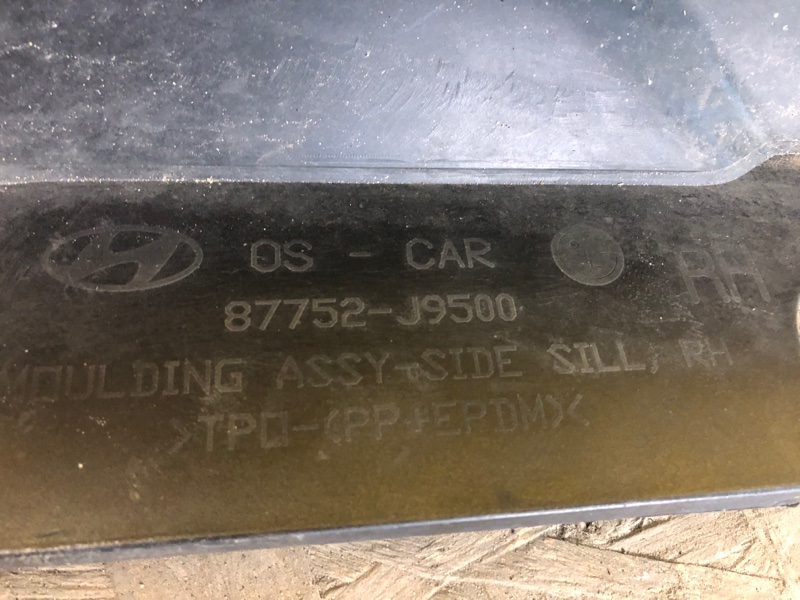 OS - CAR
RH
87752-J9500
MOULDING ASSY-SIDE SILL, RH
>TPO-(PP+EPDM)<